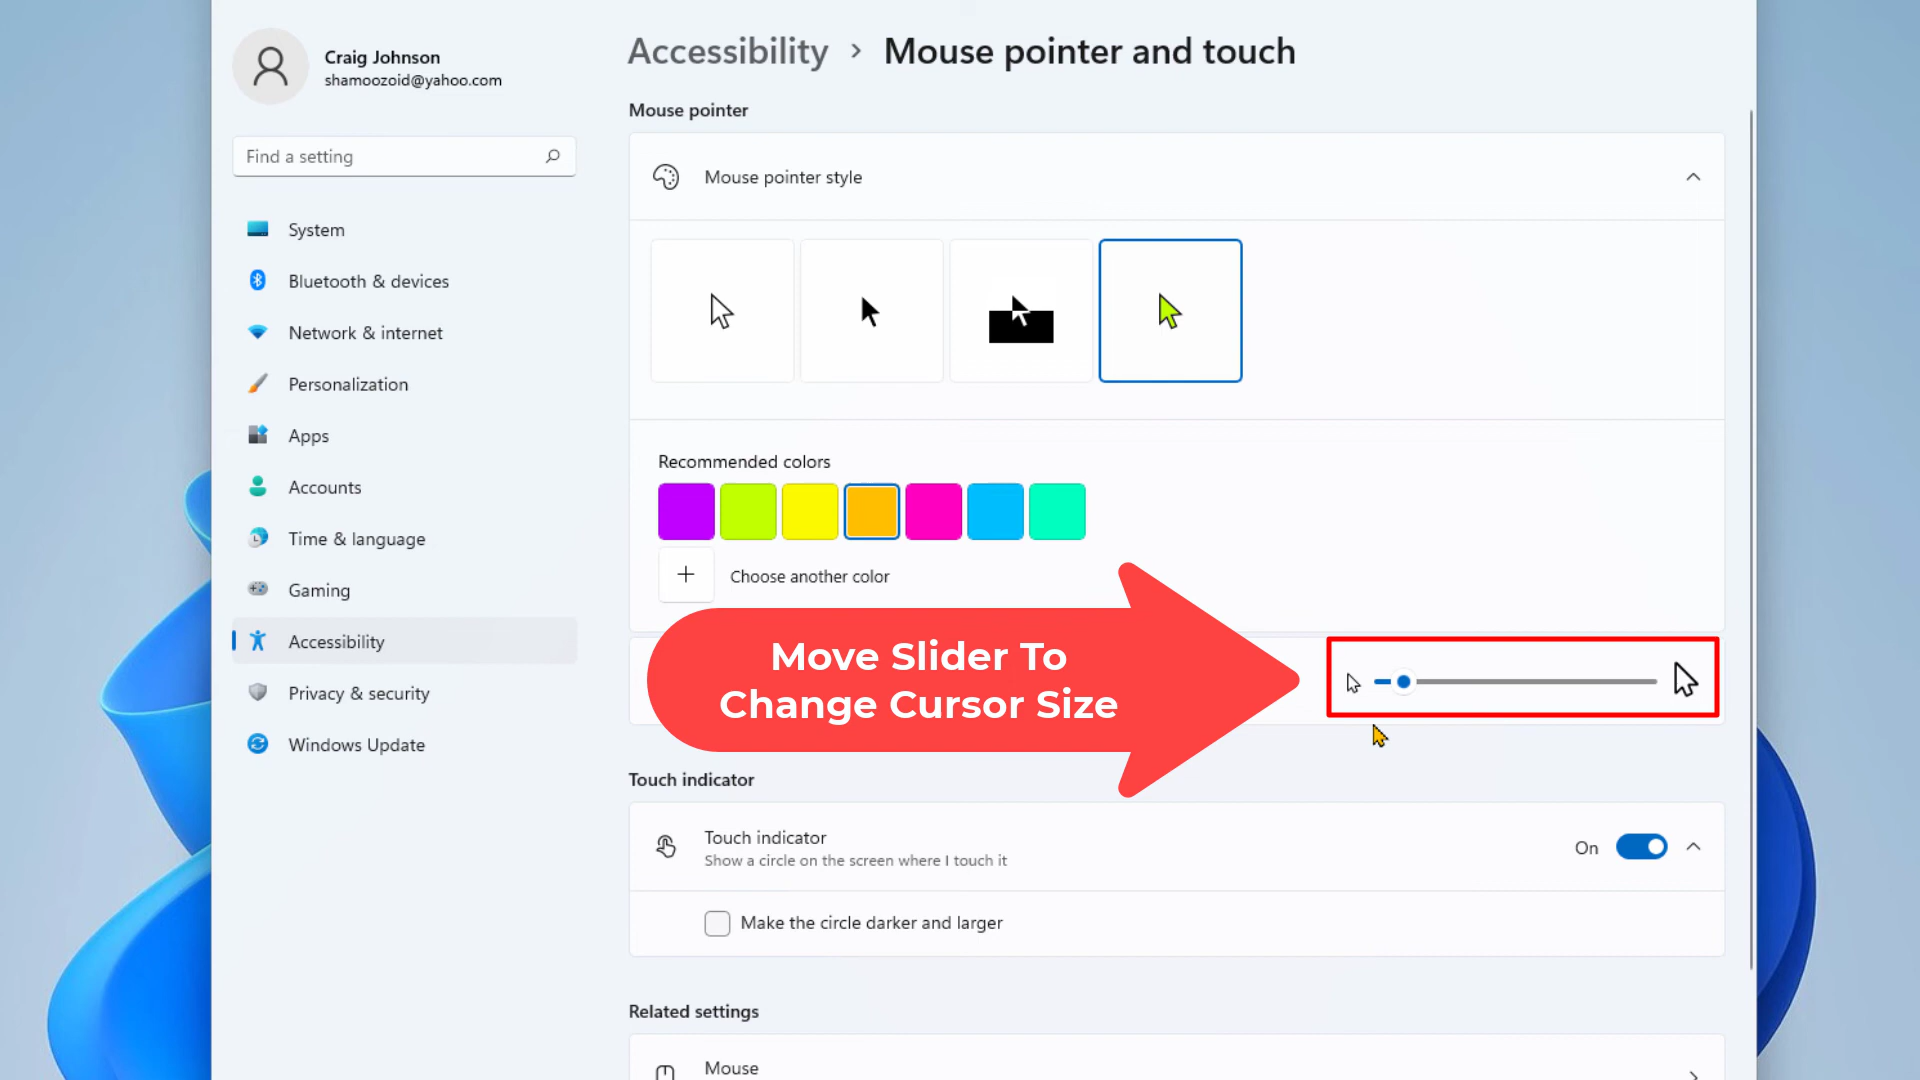 Craig Johnson
shamoozoid@yahoo.com
Find a setting
System
Bluetooth & devices
Network & internet
Personalization
Apps
Accounts
Time & language
Gaming
Accessibility
Privacy & security
Windows Update
Accessibility > Mouse pointer and touch
Mouse pointer
Mouse pointer style
Recommended colors
Choose another color
Move Slider To
Change Cursor Size
Touch indicator
Touch indicator
Show a circle on the screen where I touch it
On
Make the circle darker and larger
Related settings
Mouse